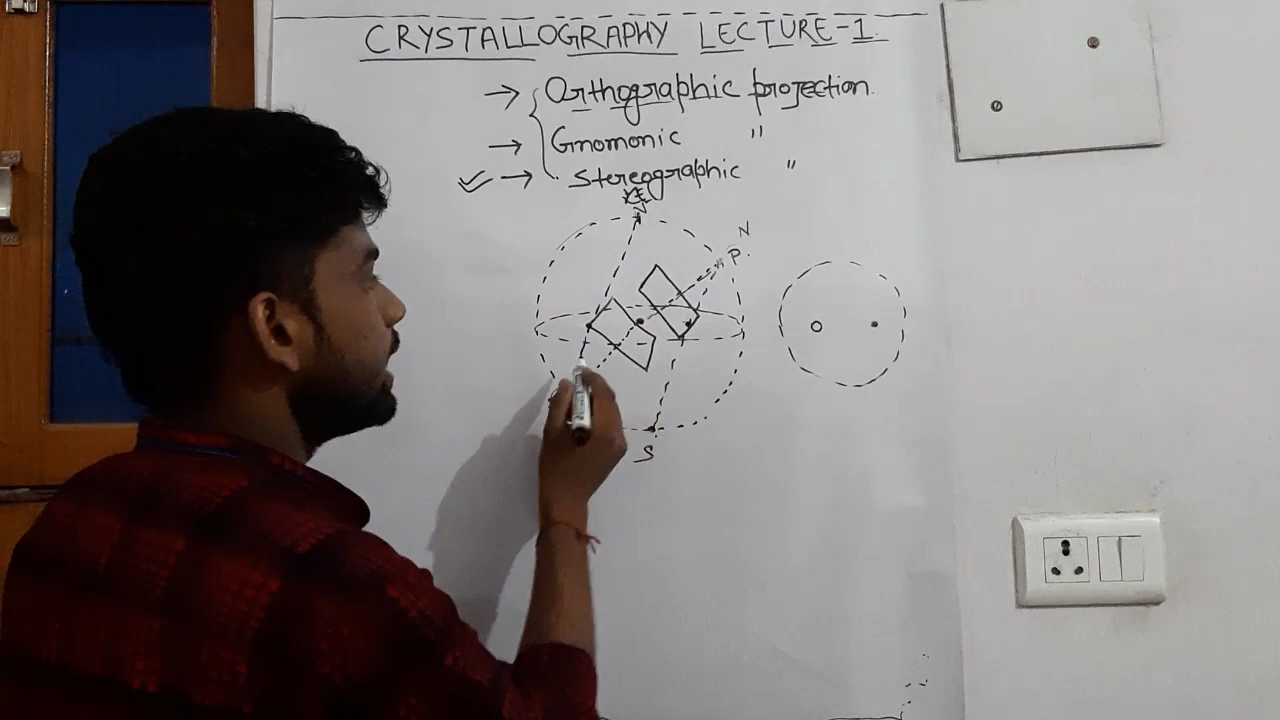 CRYSTALLOGRAPHY LECTURE-1.
→ Orthographic projection.
→ Gnomonic "
→ Stereographic "
N
P.
S